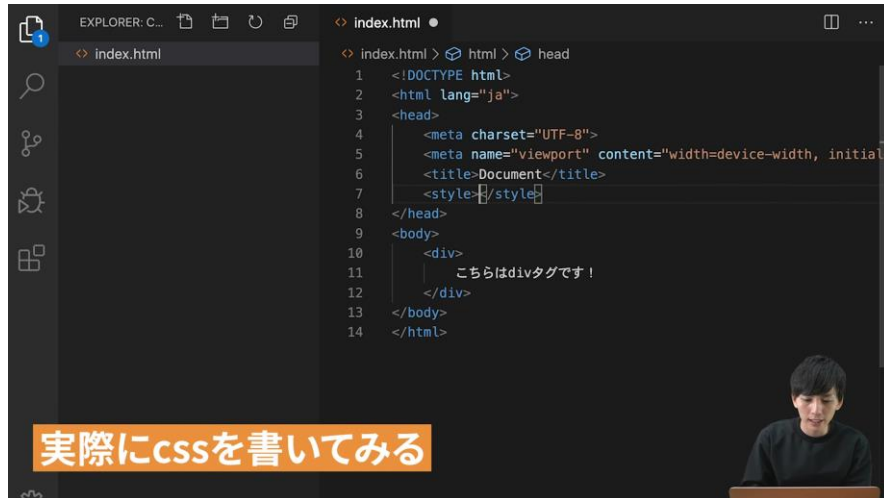 EXPLORER: C...
index.html
1
index.html
index.html > html > head
1 <!DOCTYPE html>
2 <html lang="ja">
3 <head>
4 <meta charset="UTF-8">
5 <meta name="viewport" content="width=device-width, initial
6 <title>Document</title>
7 <style></style>
8 </head>
9 <body>
10 <div>
11 こちらはdivタグです！
12 </div>
13 </body>
14 </html>
実際にcssを書いてみる